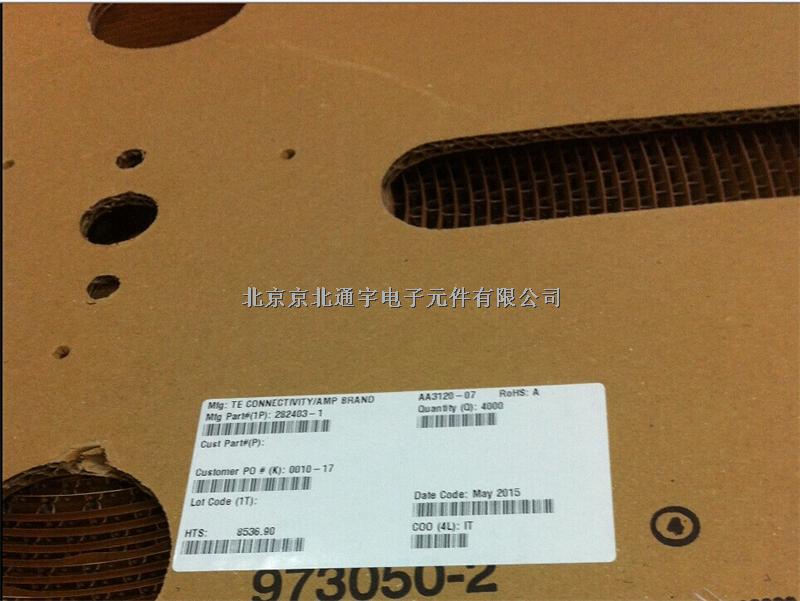 北京京北通宇电子元件有限公司
Mfg: TE CONNECTIVITY/AMP BRAND AA3120-07 RoHS: A
Mfg Part#(1P): 282403-1 Quantity (Q): 4000
Cust Part#(P):
Customer PO # (K): 0010-17
Lot Code (1T): Date Code: May 2015
HTS: 8536.90 COO (4L): IT
4
973050-2